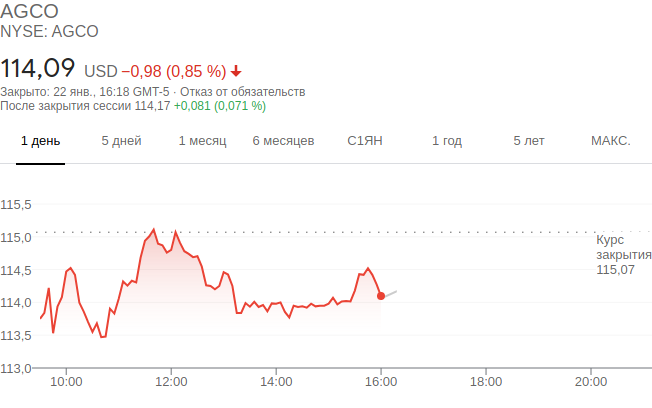 AGCO
NYSE: AGCO
114,09 USD −0,98 (0,85 %)
Закрыто: 22 янв., 16:18 GMT-5 · Отказ от обязательств
После закрытия сессии 114,17 +0,081 (0,071 %)
1 день 5 дней 1 месяц 6 месяцев С1ЯН 1 год 5 лет МАКС.
115,5
115,0
Курс
закрытия
115,07
114,5
114,0
113,5
113,0
10:00 12:00 14:00 16:00 18:00 20:00